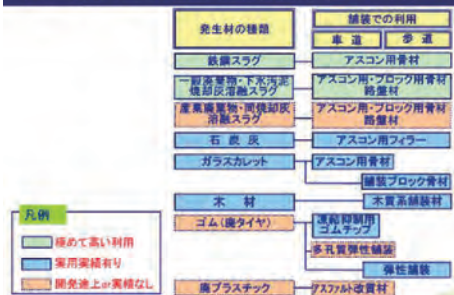 発生材の種類
舗装での利用
車道 歩道
鉄鋼スラグ アスコン用骨材
一般廃棄物・下水汚泥
焼却灰溶融スラグ
アスコン用・ブロック用骨材
路盤材
産業廃棄物・同焼却灰
溶融スラグ
アスコン用・ブロック用骨材
路盤材
石炭灰 アスコン用フィラー
ガラスカレット アスコン用骨材
舗装ブロック骨材
木材 木質系舗装材
ゴム(廃タイヤ)
凍結抑制用
ゴムチップ
多孔質弾性舗装
弾性舗装
廃プラスチック アスファルト改質材
凡例
極めて高い利用
実用実績有り
開発途上or実績なし